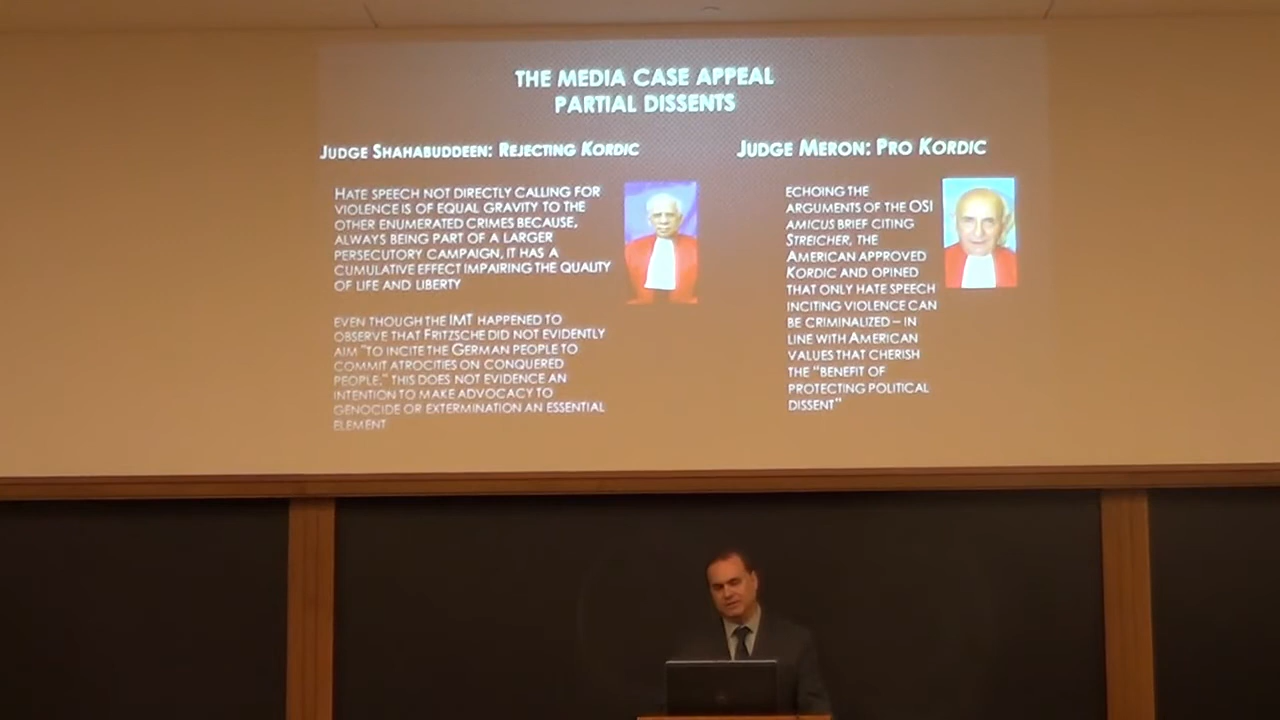 THE MEDIA CASE APPEAL
PARTIAL DISSENTS
JUDGE SHAHABUDDEEN: REJECTING KORDIC
HATE SPEECH NOT DIRECTLY CALLING FOR
VIOLENCE IS OF EQUAL GRAVITY TO THE
OTHER ENUMERATED CRIMES BECAUSE,
ALWAYS BEING PART OF A LARGER
PERSECUTORY CAMPAIGN, IT HAS A
CUMULATIVE EFFECT IMPAIRING THE QUALITY
OF LIFE AND LIBERTY
EVEN THOUGH THE IMT HAPPENED TO
OBSERVE THAT FRITZSCHE DID NOT EVIDENTLY
AIM "TO INCITE THE GERMAN PEOPLE TO
COMMIT ATROCITIES ON CONQUERED
PEOPLE," THIS DOES NOT EVIDENCE AN
INTENTION TO MAKE ADVOCACY TO
GENOCIDE OR EXTERMINATION AN ESSENTIAL
ELEMENT
JUDGE MERON: PRO KORDIC
ECHOING THE
ARGUMENTS OF THE OSI
AMICUS BRIEF CITING
STREICHER, THE
AMERICAN APPROVED
KORDIC AND OPINED
THAT ONLY HATE SPEECH
INCITING VIOLENCE CAN
BE CRIMINALIZED – IN
LINE WITH AMERICAN
VALUES THAT CHERISH
THE "BENEFIT OF
PROTECTING POLITICAL
DISSENT"